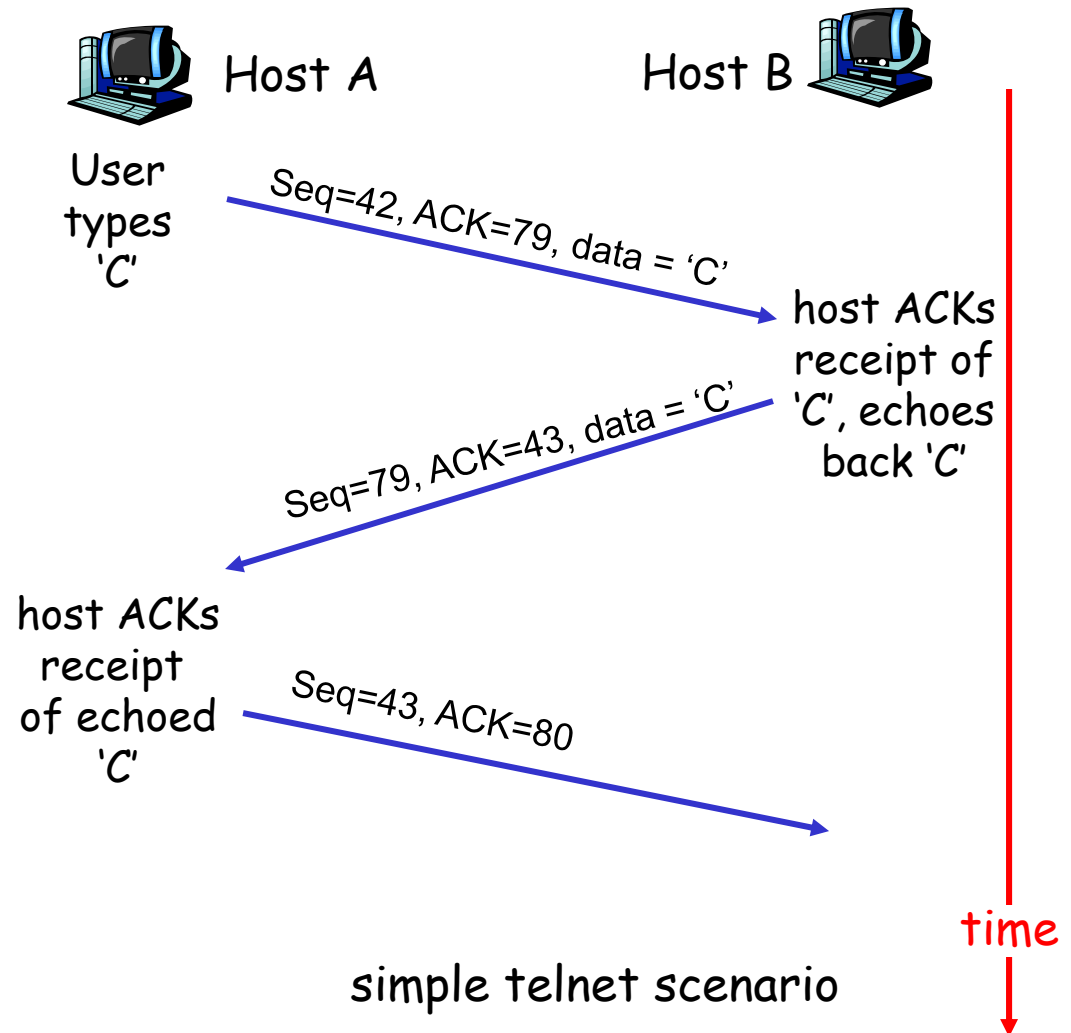 Host A
Host B
User
types
‘C’
Seq=42, ACK=79, data = ‘C’
host ACKs
receipt of
‘C’, echoes
back ‘C’
Seq=79, ACK=43, data = ‘C’
host ACKs
receipt
of echoed
‘C’
Seq=43, ACK=80
time
simple telnet scenario